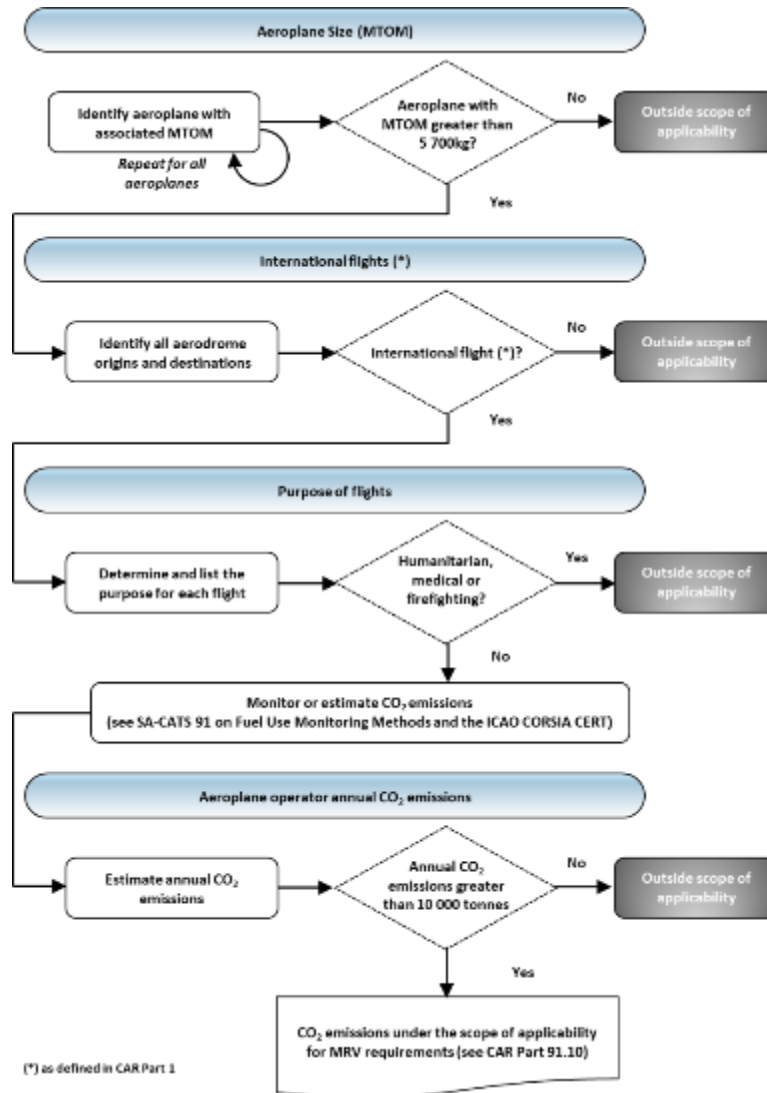 Aeroplane Size (MTOM)
Identify aeroplane with
associated MTOM
Repeat for all
aeroplanes
Aeroplane with
MTOM greater than
5 700kg?
No
Outside scope of
applicability
Yes
International flights (*)
Identify all aerodrome
origins and destinations
International flight (*)?
No
Outside scope of
applicability
Yes
Purpose of flights
Determine and list the
purpose for each flight
Humanitarian,
medical or
firefighting?
Yes
Outside scope of
applicability
No
Monitor or estimate CO₂ emissions
(see SA-CATS 91 on Fuel Use Monitoring Methods and the ICAO CORSIA CERT)
Aeroplane operator annual CO₂ emissions
Estimate annual CO₂
emissions
Annual CO₂
emissions greater
than 10 000 tonnes
No
Outside scope of
applicability
Yes
CO₂ emissions under the scope of applicability
for MRV requirements (see CAR Part 91.10)
(*) as defined in CAR Part 1